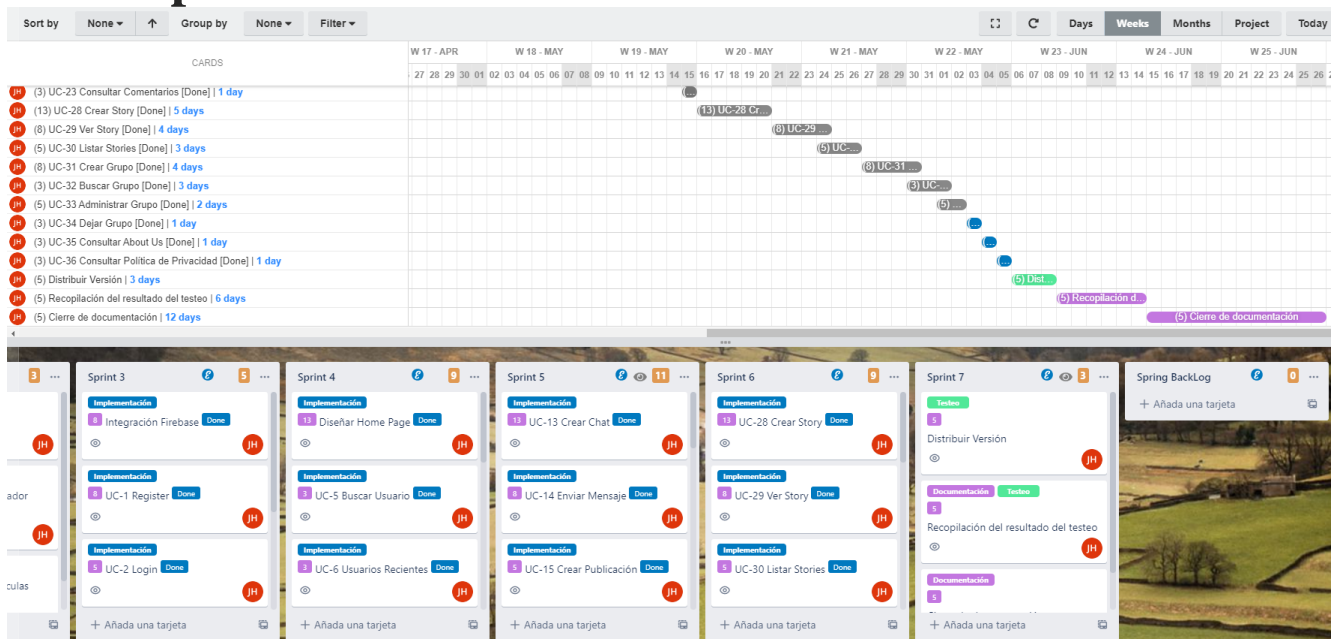 Sort by None ▾ ↑ Group by None ▾ Filter ▾ Days Weeks Months Project Today
CARDS
W 17 - APR W 18 - MAY W 19 - MAY W 20 - MAY W 21 - MAY W 22 - MAY W 23 - JUN W 24 - JUN W 25 - JUN
27 28 29 30 01 02 03 04 05 06 07 08 09 10 11 12 13 14 15 16 17 18 19 20 21 22 23 24 25 26 27 28 29 30 31 01 02 03 04 05 06 07 08 09 10 11 12 13 14 15 16 17 18 19 20 21 22 23 24 25 26
JH (3) UC-23 Consultar Comentarios [Done] | 1 day (...
JH (13) UC-28 Crear Story [Done] | 5 days (13) UC-28 Cr...
JH (8) UC-29 Ver Story [Done] | 4 days (8) UC-29 ...
JH (5) UC-30 Listar Stories [Done] | 3 days (5) UC-...
JH (8) UC-31 Crear Grupo [Done] | 4 days (8) UC-31 ...
JH (3) UC-32 Buscar Grupo [Done] | 3 days (3) UC-...
JH (5) UC-33 Administrar Grupo [Done] | 2 days (5) ...
JH (3) UC-34 Dejar Grupo [Done] | 1 day (...
JH (3) UC-35 Consultar About Us [Done] | 1 day (...
JH (3) UC-36 Consultar Política de Privacidad [Done] | 1 day (...
JH (5) Distribuir Versión | 3 days (5) Dist...
JH (5) Recopilación del resultado del testeo | 6 days (5) Recopilación d...
JH (5) Cierre de documentación | 12 days (5) Cierre de documentación
3 ...
JH
ador
JH
culas
Sprint 3 5 ...
Implementación
8 Integración Firebase Done
JH
Implementación
8 UC-1 Register Done
JH
Implementación
5 UC-2 Login Done
JH
+ Añada una tarjeta
Sprint 4 9 ...
Implementación
13 Diseñar Home Page Done
JH
Implementación
3 UC-5 Buscar Usuario Done
JH
Implementación
3 UC-6 Usuarios Recientes Done
JH
+ Añada una tarjeta
Sprint 5 11 ...
Implementación
13 UC-13 Crear Chat Done
JH
Implementación
8 UC-14 Enviar Mensaje Done
JH
Implementación
5 UC-15 Crear Publicación Done
JH
+ Añada una tarjeta
Sprint 6 9 ...
Implementación
13 UC-28 Crear Story Done
JH
Implementación
8 UC-29 Ver Story Done
JH
Implementación
5 UC-30 Listar Stories Done
JH
+ Añada una tarjeta
Sprint 7 3 ...
Testeo
5
Distribuir Versión
JH
Documentación Testeo
5
Recopilación del resultado del testeo
JH
Documentación
5
+ Añada una tarjeta
Spring BackLog 0 ...
+ Añada una tarjeta